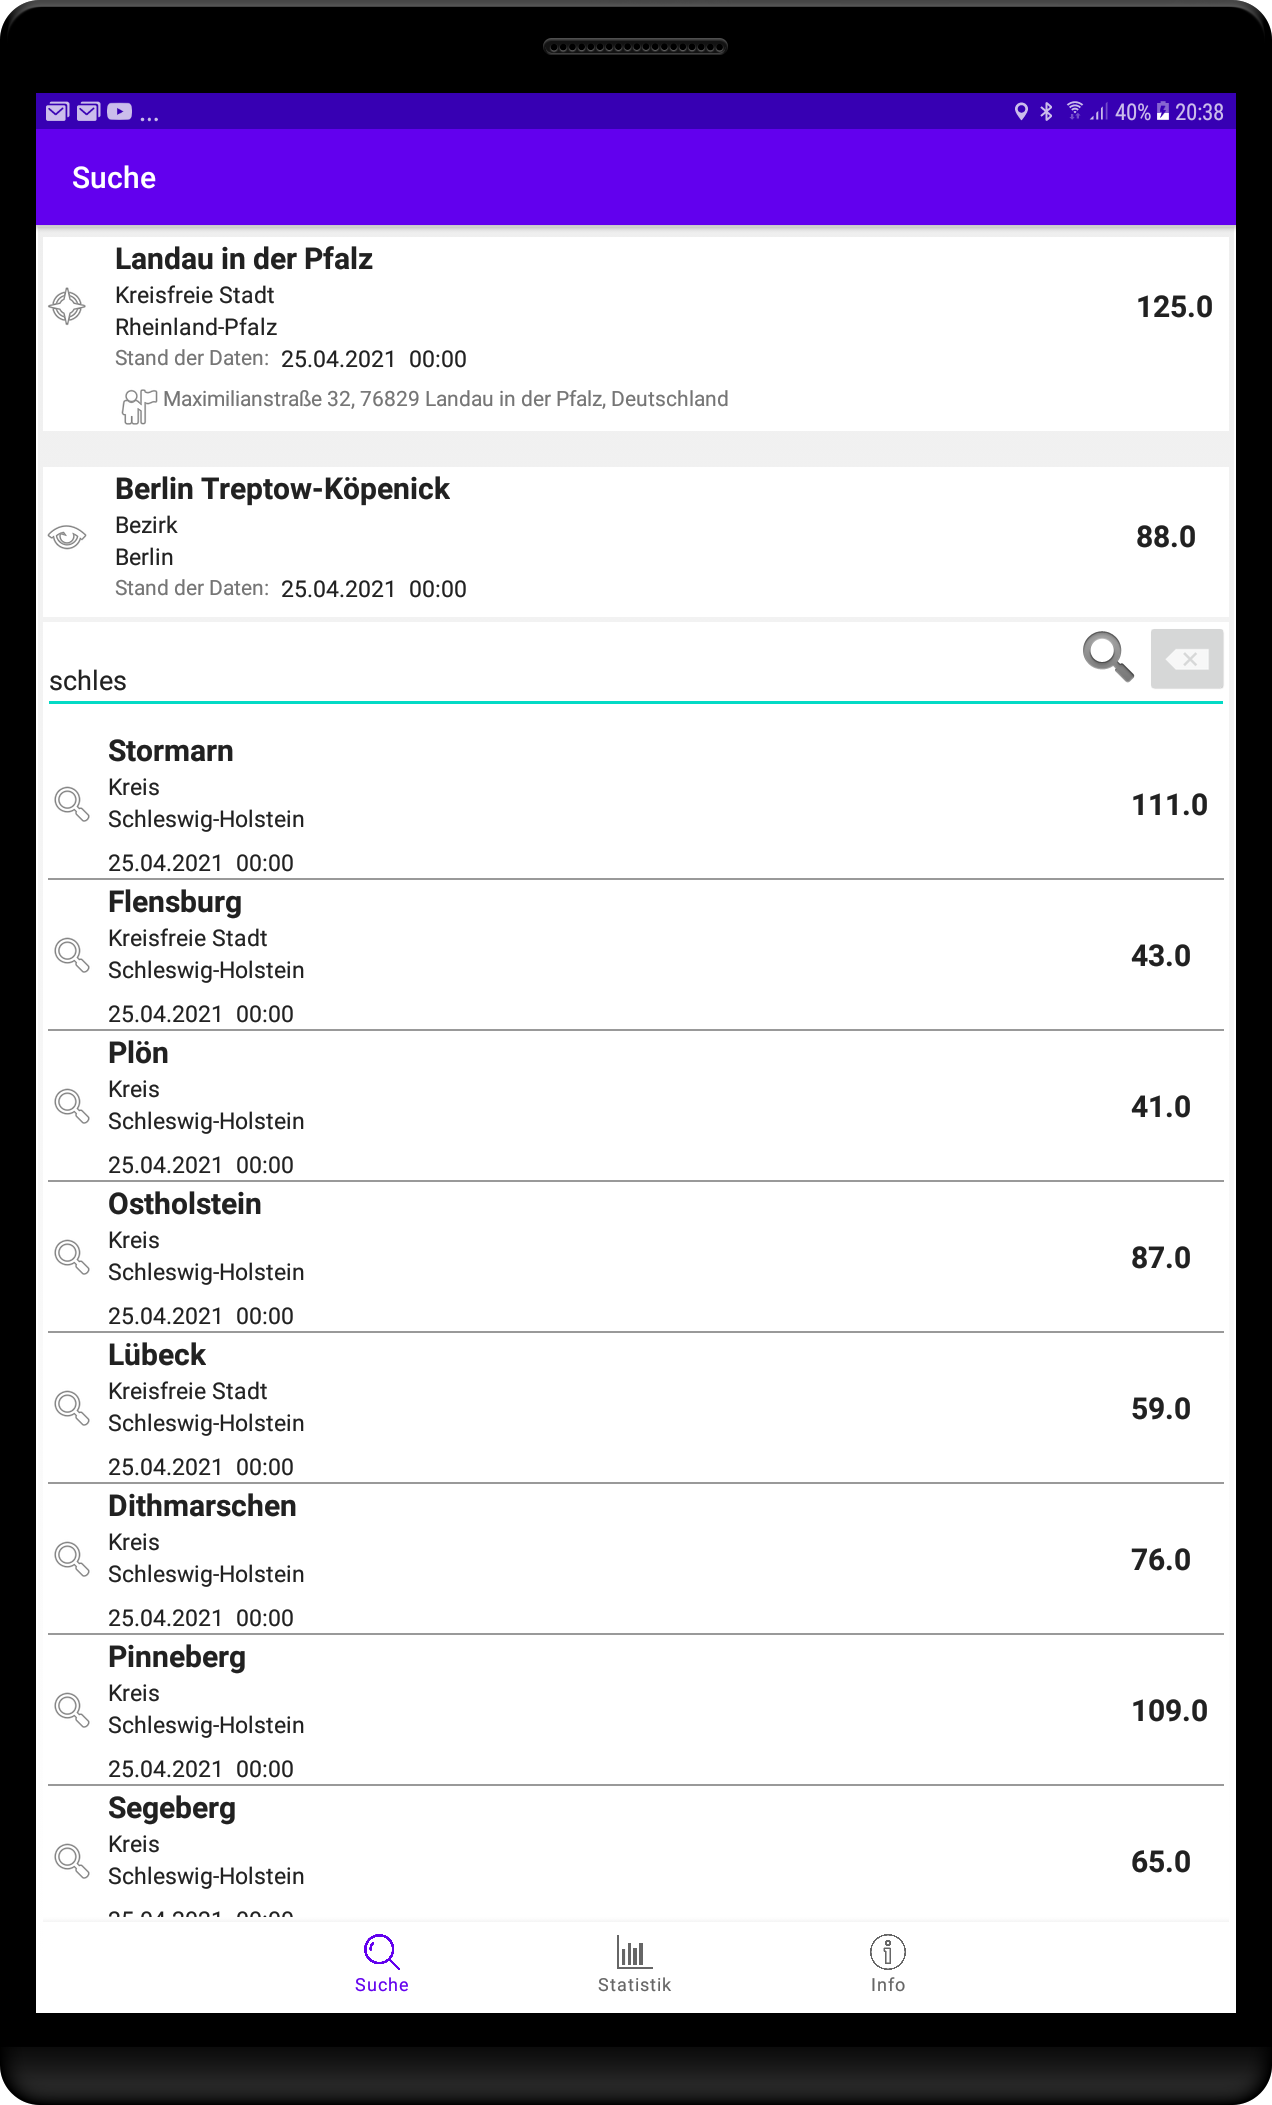 ... 40% 20:38
Suche
Landau in der Pfalz
Kreisfreie Stadt
125.0
Rheinland-Pfalz
Stand der Daten: 25.04.2021 00:00
Maximilianstraße 32, 76829 Landau in der Pfalz, Deutschland
Berlin Treptow-Köpenick
Bezirk
88.0
Berlin
Stand der Daten: 25.04.2021 00:00
schles
Stormarn
Kreis
111.0
Schleswig-Holstein
25.04.2021 00:00
Flensburg
Kreisfreie Stadt
43.0
Schleswig-Holstein
25.04.2021 00:00
Plön
Kreis
41.0
Schleswig-Holstein
25.04.2021 00:00
Ostholstein
Kreis
87.0
Schleswig-Holstein
25.04.2021 00:00
Lübeck
Kreisfreie Stadt
59.0
Schleswig-Holstein
25.04.2021 00:00
Dithmarschen
Kreis
76.0
Schleswig-Holstein
25.04.2021 00:00
Pinneberg
Kreis
109.0
Schleswig-Holstein
25.04.2021 00:00
Segeberg
Kreis
65.0
Schleswig-Holstein
25.04.2021 00:00
Suche Statistik Info